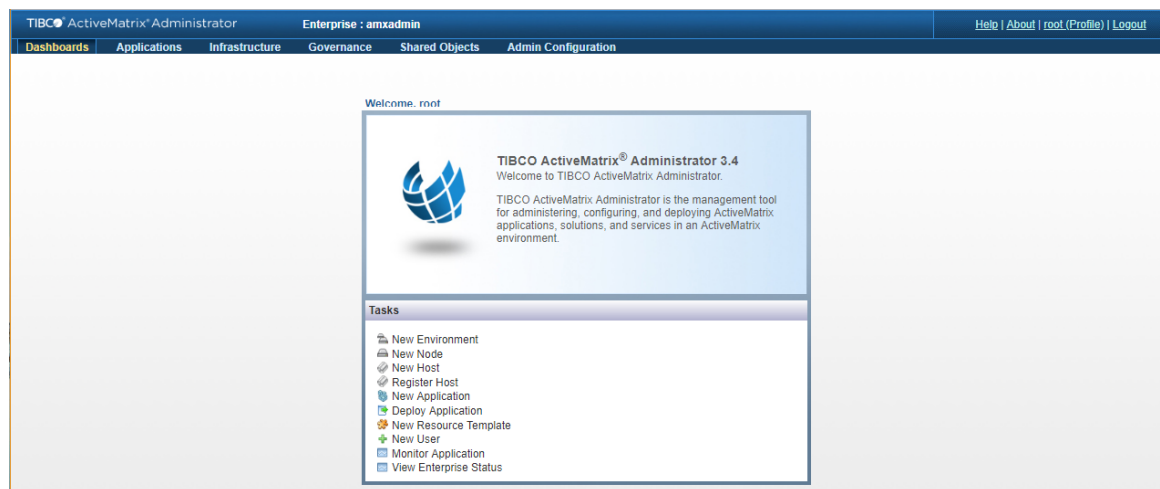 TIBCO® ActiveMatrix® Administrator Enterprise : amxadmin Help | About | root (Profile) | Logout
Dashboards Applications Infrastructure Governance Shared Objects Admin Configuration
Welcome, root
TIBCO ActiveMatrix® Administrator 3.4
Welcome to TIBCO ActiveMatrix Administrator.
TIBCO ActiveMatrix Administrator is the management tool
for administering, configuring, and deploying ActiveMatrix
applications, solutions, and services in an ActiveMatrix
environment.
Tasks
New Environment
New Node
New Host
Register Host
New Application
Deploy Application
New Resource Template
New User
Monitor Application
View Enterprise Status